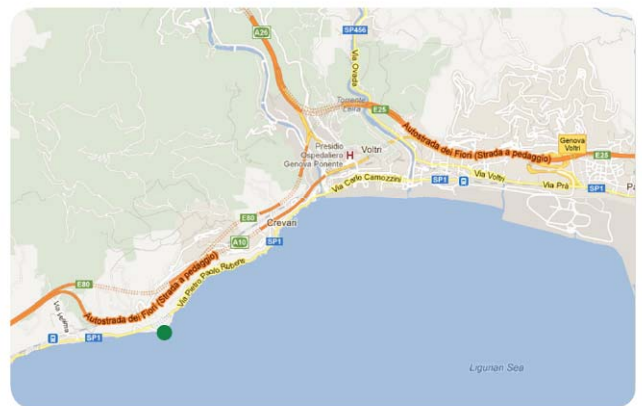 A26
SP456
Via Ovada
E25
Torrente
Leira
Autostrada dei Fiori (Strada a pedaggio)
Genova
Voltri
E25
Presidio
Ospedaliero
Genova Ponente
H
Voltri
Via Carlo Camozzini
SP1
Via Voltri
Via Prà
SP1
E80
Crevari
A10
SP1
Via Pietro Paolo Rubens
E80
Autostrada dei Fiori (Strada a pedaggio)
SP1
Ligurian Sea